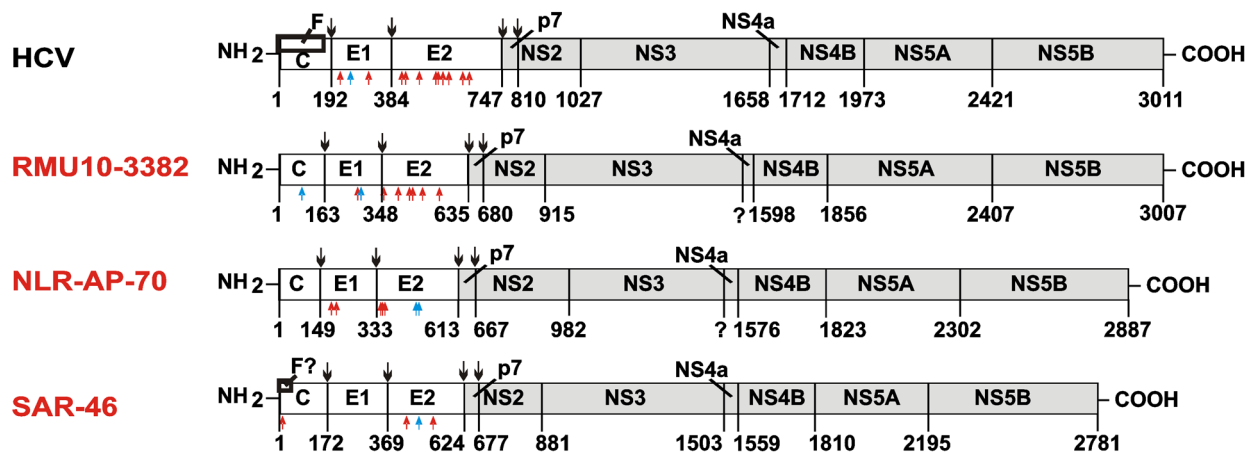 F p7 NS4a
HCV NH2 C E1 E2 NS2 NS3 NS4B NS5A NS5B COOH
1 192 384 747 810 1027 1658 1712 1973 2421 3011
p7 NS4a
RMU10-3382 NH2 C E1 E2 NS2 NS3 NS4B NS5A NS5B COOH
1 163 348 635 680 915 ? 1598 1856 2407 3007
p7 NS4a
NLR-AP-70 NH2 C E1 E2 NS2 NS3 NS4B NS5A NS5B COOH
1 149 333 613 667 982 ? 1576 1823 2302 2887
F? p7 NS4a
SAR-46 NH2 C E1 E2 NS2 NS3 NS4B NS5A NS5B COOH
1 172 369 624 677 881 1503 1559 1810 2195 2781